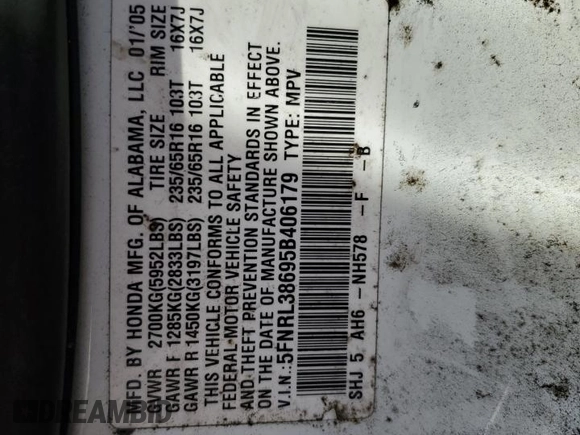 MFD. BY HONDA MFG. OF ALABAMA, LLC 01/'05
GVWR 2700KG(5952LBS) TIRE SIZE RIM SIZE
GAWR F 1285KG(2833LBS) 235/65R16 103T 16X7J
GAWR R 1450KG(3197LBS) 235/65R16 103T 16X7J
THIS VEHICLE CONFORMS TO ALL APPLICABLE
FEDERAL MOTOR VEHICLE SAFETY
AND THEFT PREVENTION STANDARDS IN EFFECT
ON THE DATE OF MANUFACTURE SHOWN ABOVE.
V.I.N.: 5FNRL38695B406179 TYPE: MPV
SHJ 5 AH6 - NH578 - F - B
DREAMBID